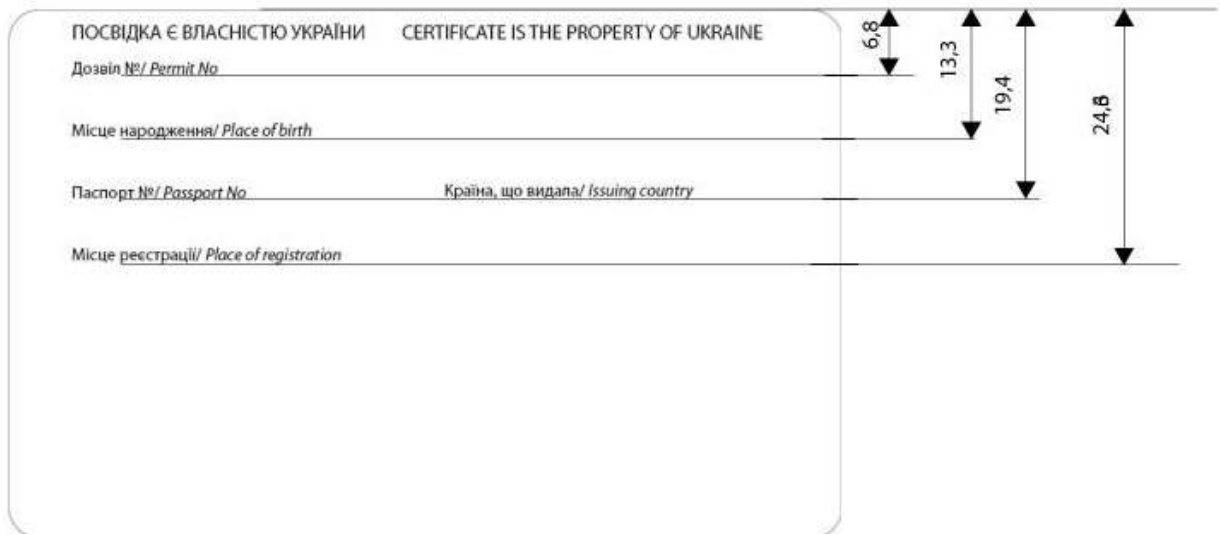 ПОСВІДКА Є ВЛАСНІСТЮ УКРАЇНИ CERTIFICATE IS THE PROPERTY OF UKRAINE
6,8
Дозвіл №/ Permit No
13,3
Місце народження/ Place of birth
19,4
Паспорт №/ Passport No Країна, що видала/ Issuing country
Місце реєстрації/ Place of registration